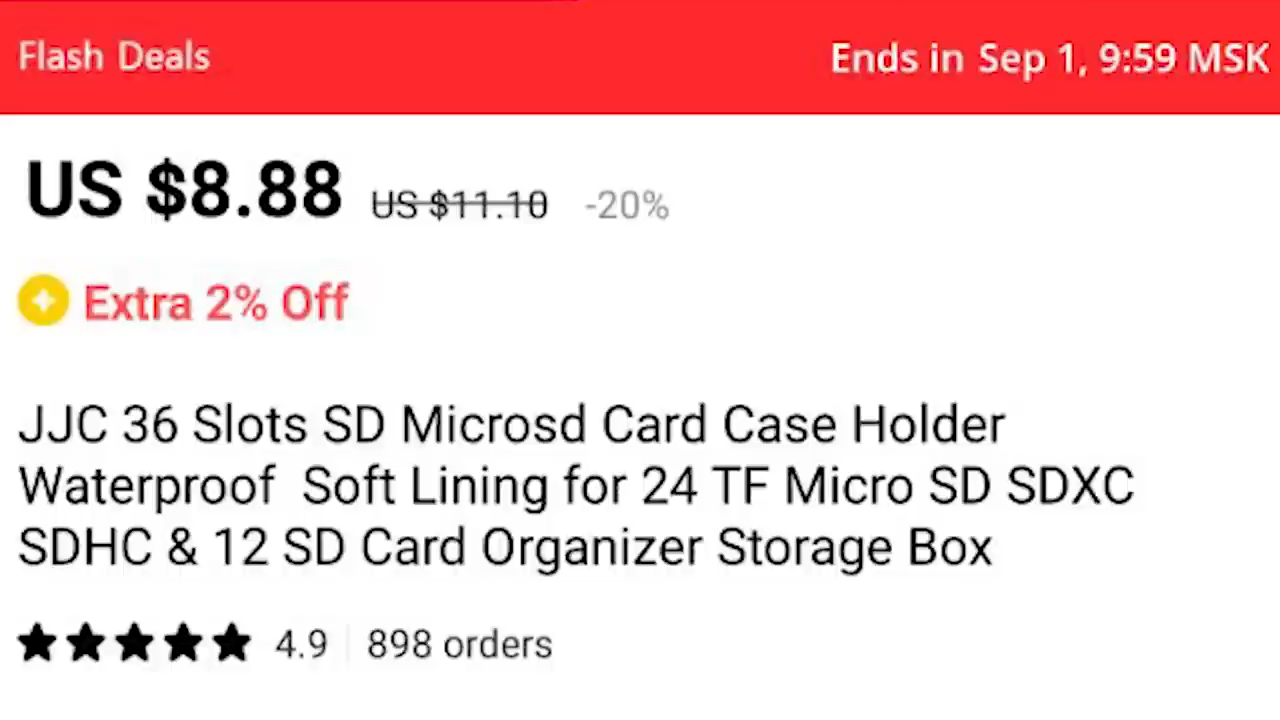 Flash Deals
Ends in Sep 1, 9:59 MSK
US $8.88 US $11.10 -20%
Extra 2% Off
JJC 36 Slots SD Microsd Card Case Holder
Waterproof Soft Lining for 24 TF Micro SD SDXC
SDHC & 12 SD Card Organizer Storage Box
4.9 898 orders